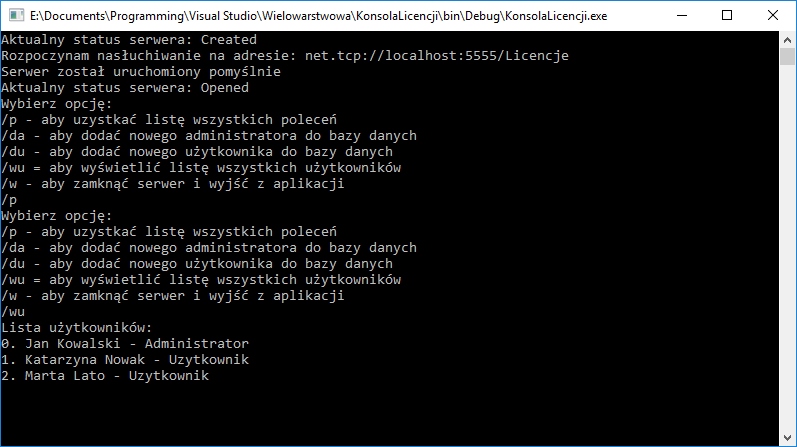 E:\Documents\Programming\Visual Studio\Wielowarstwowa\KonsolaLicencji\bin\Debug\KonsolaLicencji.exe
Aktualny status serwera: Created
Rozpoczynam nasłuchiwanie na adresie: net.tcp://localhost:5555/Licencje
Serwer został uruchomiony pomyślnie
Aktualny status serwera: Opened
Wybierz opcję:
/p - aby uzystkać listę wszystkich poleceń
/da - aby dodać nowego administratora do bazy danych
/du - aby dodać nowego użytkownika do bazy danych
/wu = aby wyświetlić listę wszystkich użytkowników
/w - aby zamknąć serwer i wyjść z aplikacji
/p
Wybierz opcję:
/p - aby uzystkać listę wszystkich poleceń
/da - aby dodać nowego administratora do bazy danych
/du - aby dodać nowego użytkownika do bazy danych
/wu = aby wyświetlić listę wszystkich użytkowników
/w - aby zamknąć serwer i wyjść z aplikacji
/wu
Lista użytkowników:
0. Jan Kowalski - Administrator
1. Katarzyna Nowak - Uzytkownik
2. Marta Lato - Uzytkownik